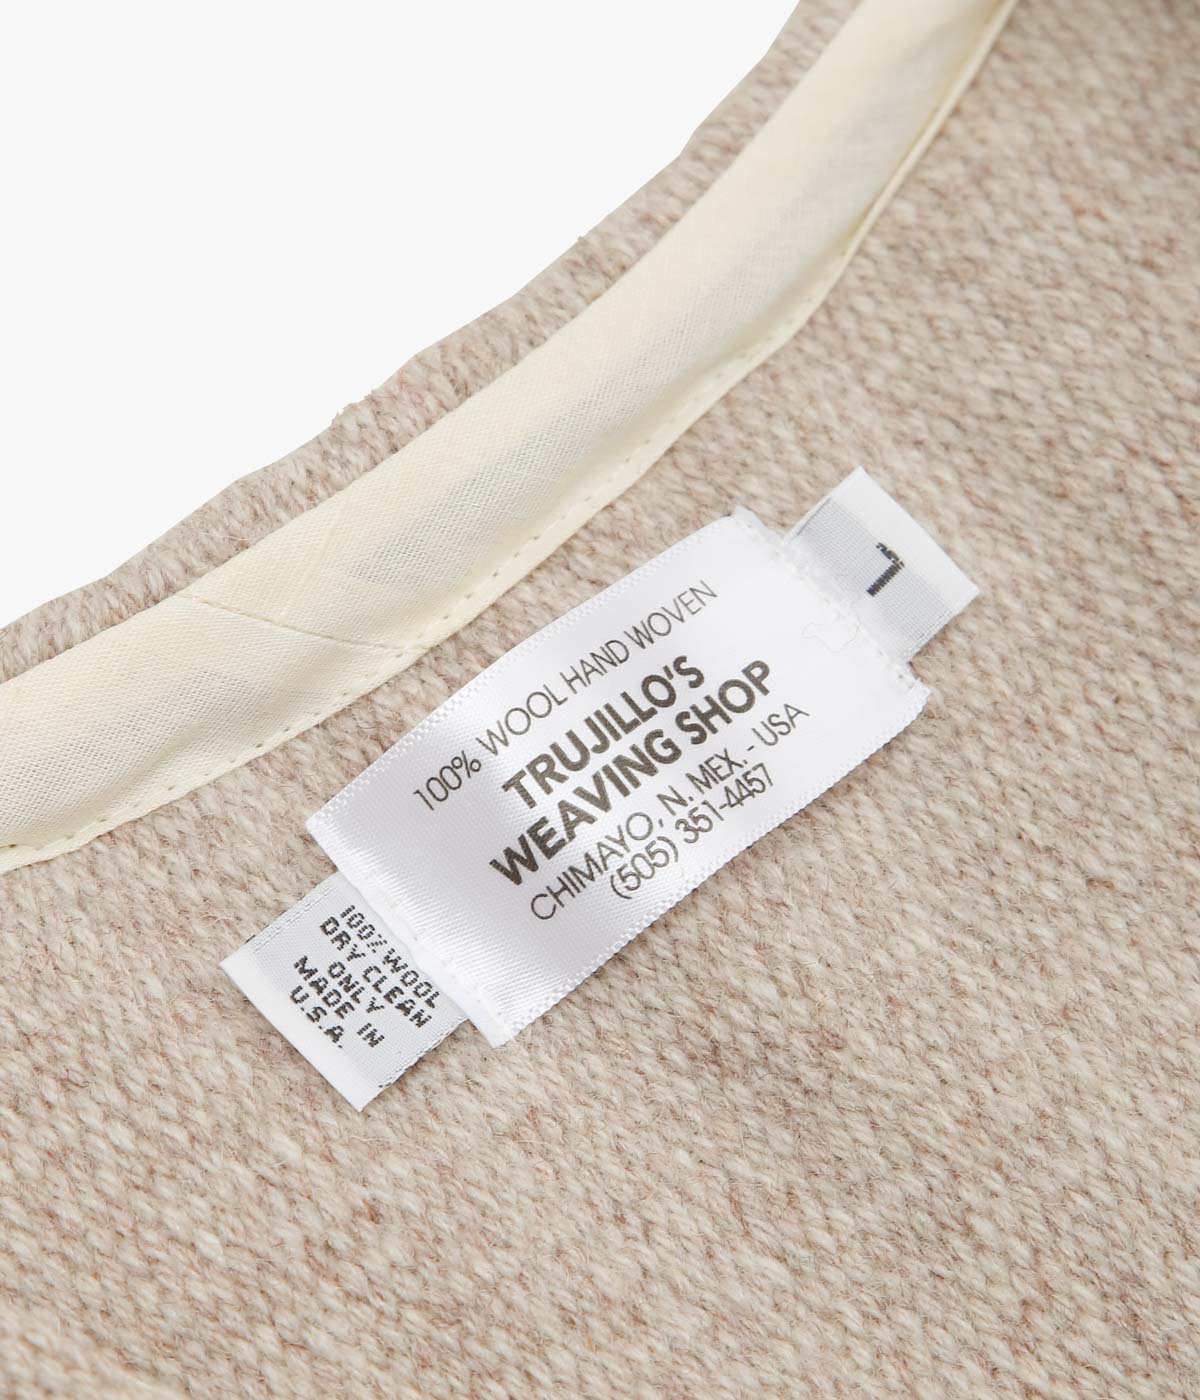 100% WOOL HAND WOVEN
TRUJILLO'S
WEAVING SHOP
CHIMAYO, N. MEX. - USA
(505) 351-4457
L
100% WOOL
DRY CLEAN
ONLY
MADE IN
U.S.A.